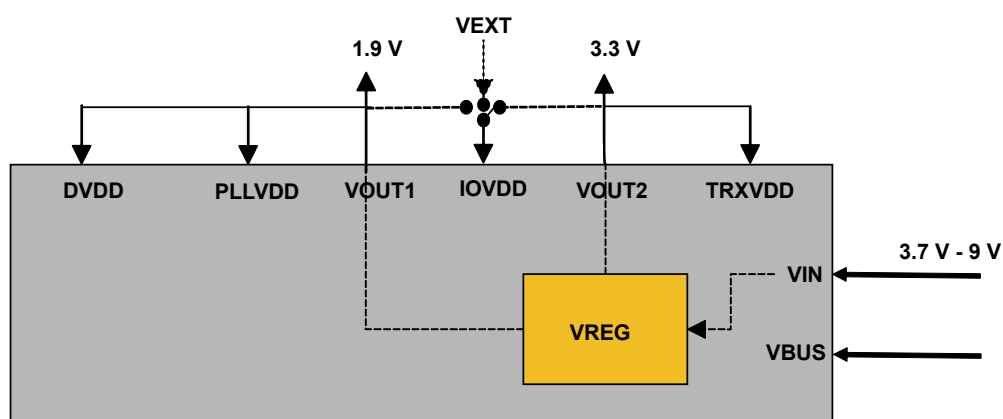 VEXT
1.9 V
3.3 V
DVDD
PLLVDD
VOUT1
IOVDD
VOUT2
TRXVDD
3.7 V - 9 V
VIN
VREG
VBUS